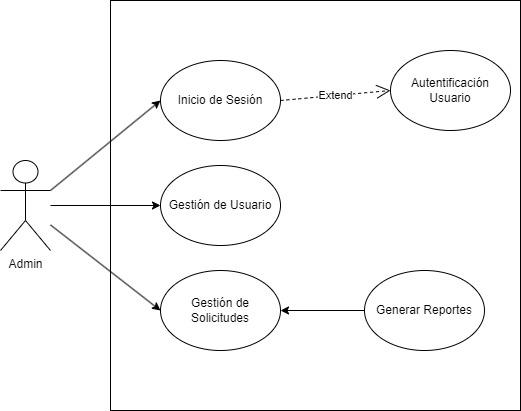 Inicio de Sesión
Extend
Autentificación
Usuario
Gestión de Usuario
Admin
Gestión de
Solicitudes
Generar Reportes